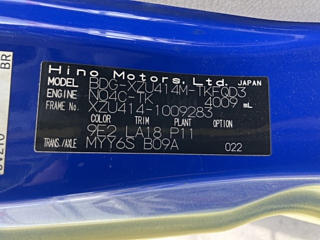 Hino Motors, Ltd. JAPAN
MODEL BDG-XZU414M-TKFQD3
ENGINE N04C-TK 4009 mL
FRAME No. XZU414-1009283
COLOR TRIM PLANT
9E2 LA18 P11
TRANS./AXLE MYY6S B09A 022
BR